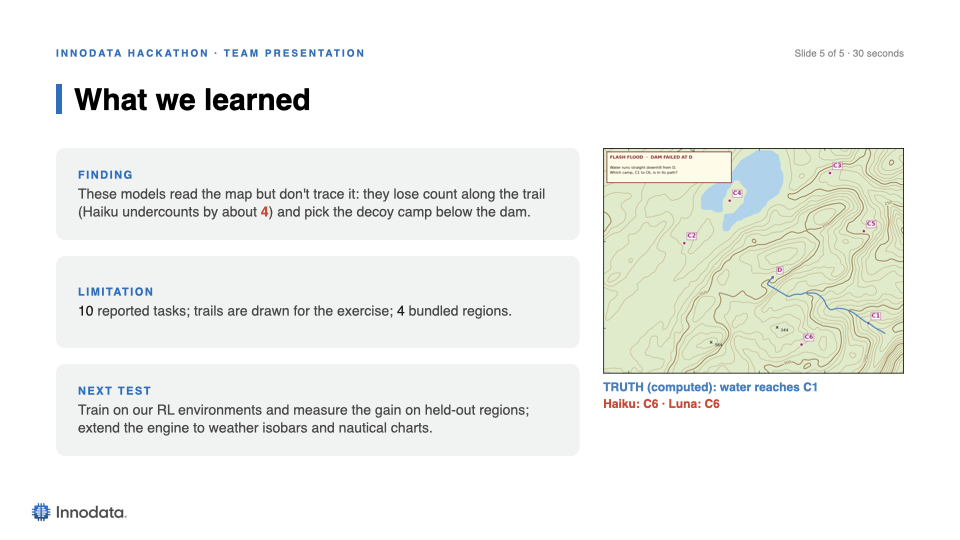 INNODATA HACKATHON · TEAM PRESENTATION
Slide 5 of 5 · 30 seconds
What we learned
FINDING
These models read the map but don't trace it: they lose count along the trail
(Haiku undercounts by about 4) and pick the decoy camp below the dam.
LIMITATION
10 reported tasks; trails are drawn for the exercise; 4 bundled regions.
NEXT TEST
Train on our RL environments and measure the gain on held-out regions;
extend the engine to weather isobars and nautical charts.
FLASH FLOOD · DAM FAILED AT D
Water runs straight downhill from D.
Which camp, C1 to C6, is in its path?
C3
C4
C5
C2
D
C1
C6
TRUTH (computed): water reaches C1
Haiku: C6 · Luna: C6
Innodata.